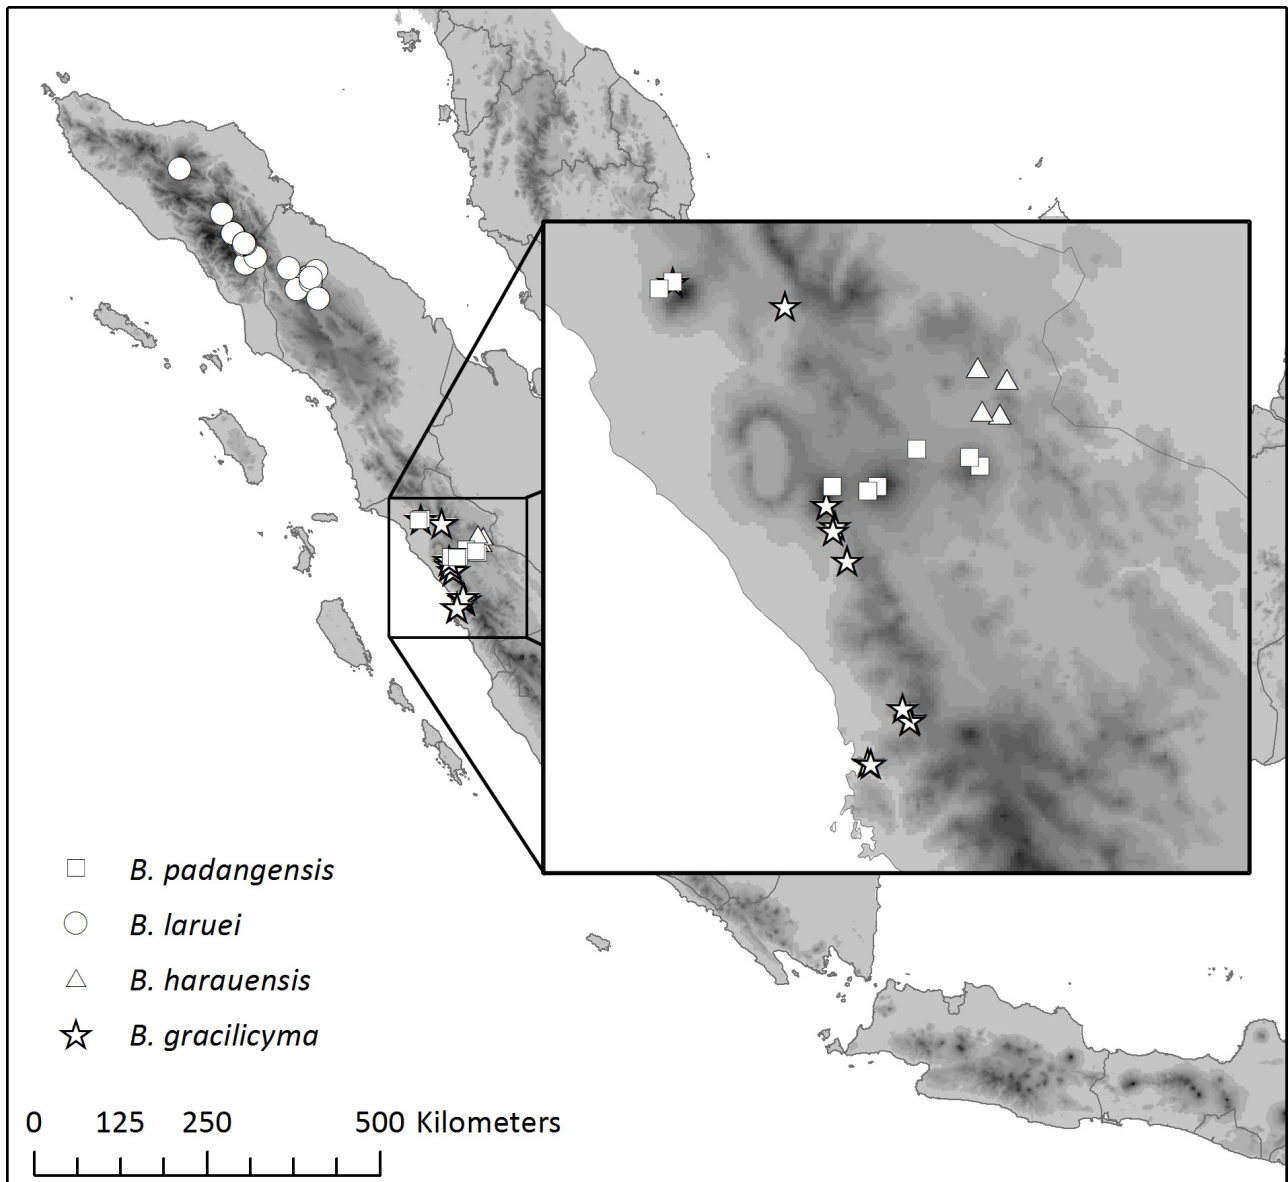 B. padangensis
B. laruei
B. harauensis
B. gracilicyma
0 125 250 500 Kilometers